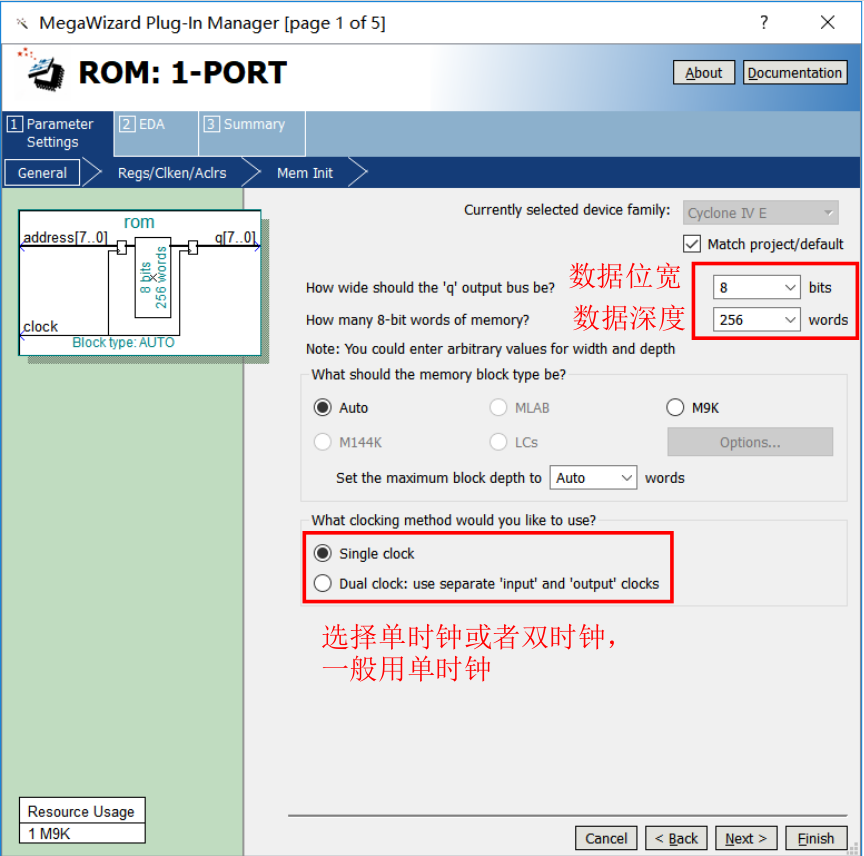 MegaWizard Plug-In Manager [page 1 of 5]
?
ROM: 1-PORT
About
Documentation
1 Parameter Settings
2 EDA
3 Summary
General
Regs/Clken/Aclrs
Mem Init
rom
address[7..0]
q[7..0]
8 bits
256 words
clock
Block type: AUTO
Currently selected device family:
Cyclone IV E
Match project/default
How wide should the 'q' output bus be?
数据位宽
8
bits
How many 8-bit words of memory?
数据深度
256
words
Note: You could enter arbitrary values for width and depth
What should the memory block type be?
Auto
MLAB
M9K
M144K
LCs
Options...
Set the maximum block depth to
Auto
words
What clocking method would you like to use?
Single clock
Dual clock: use separate 'input' and 'output' clocks
选择单时钟或者双时钟，
一般用单时钟
Resource Usage
1 M9K
Cancel
< Back
Next >
Finish